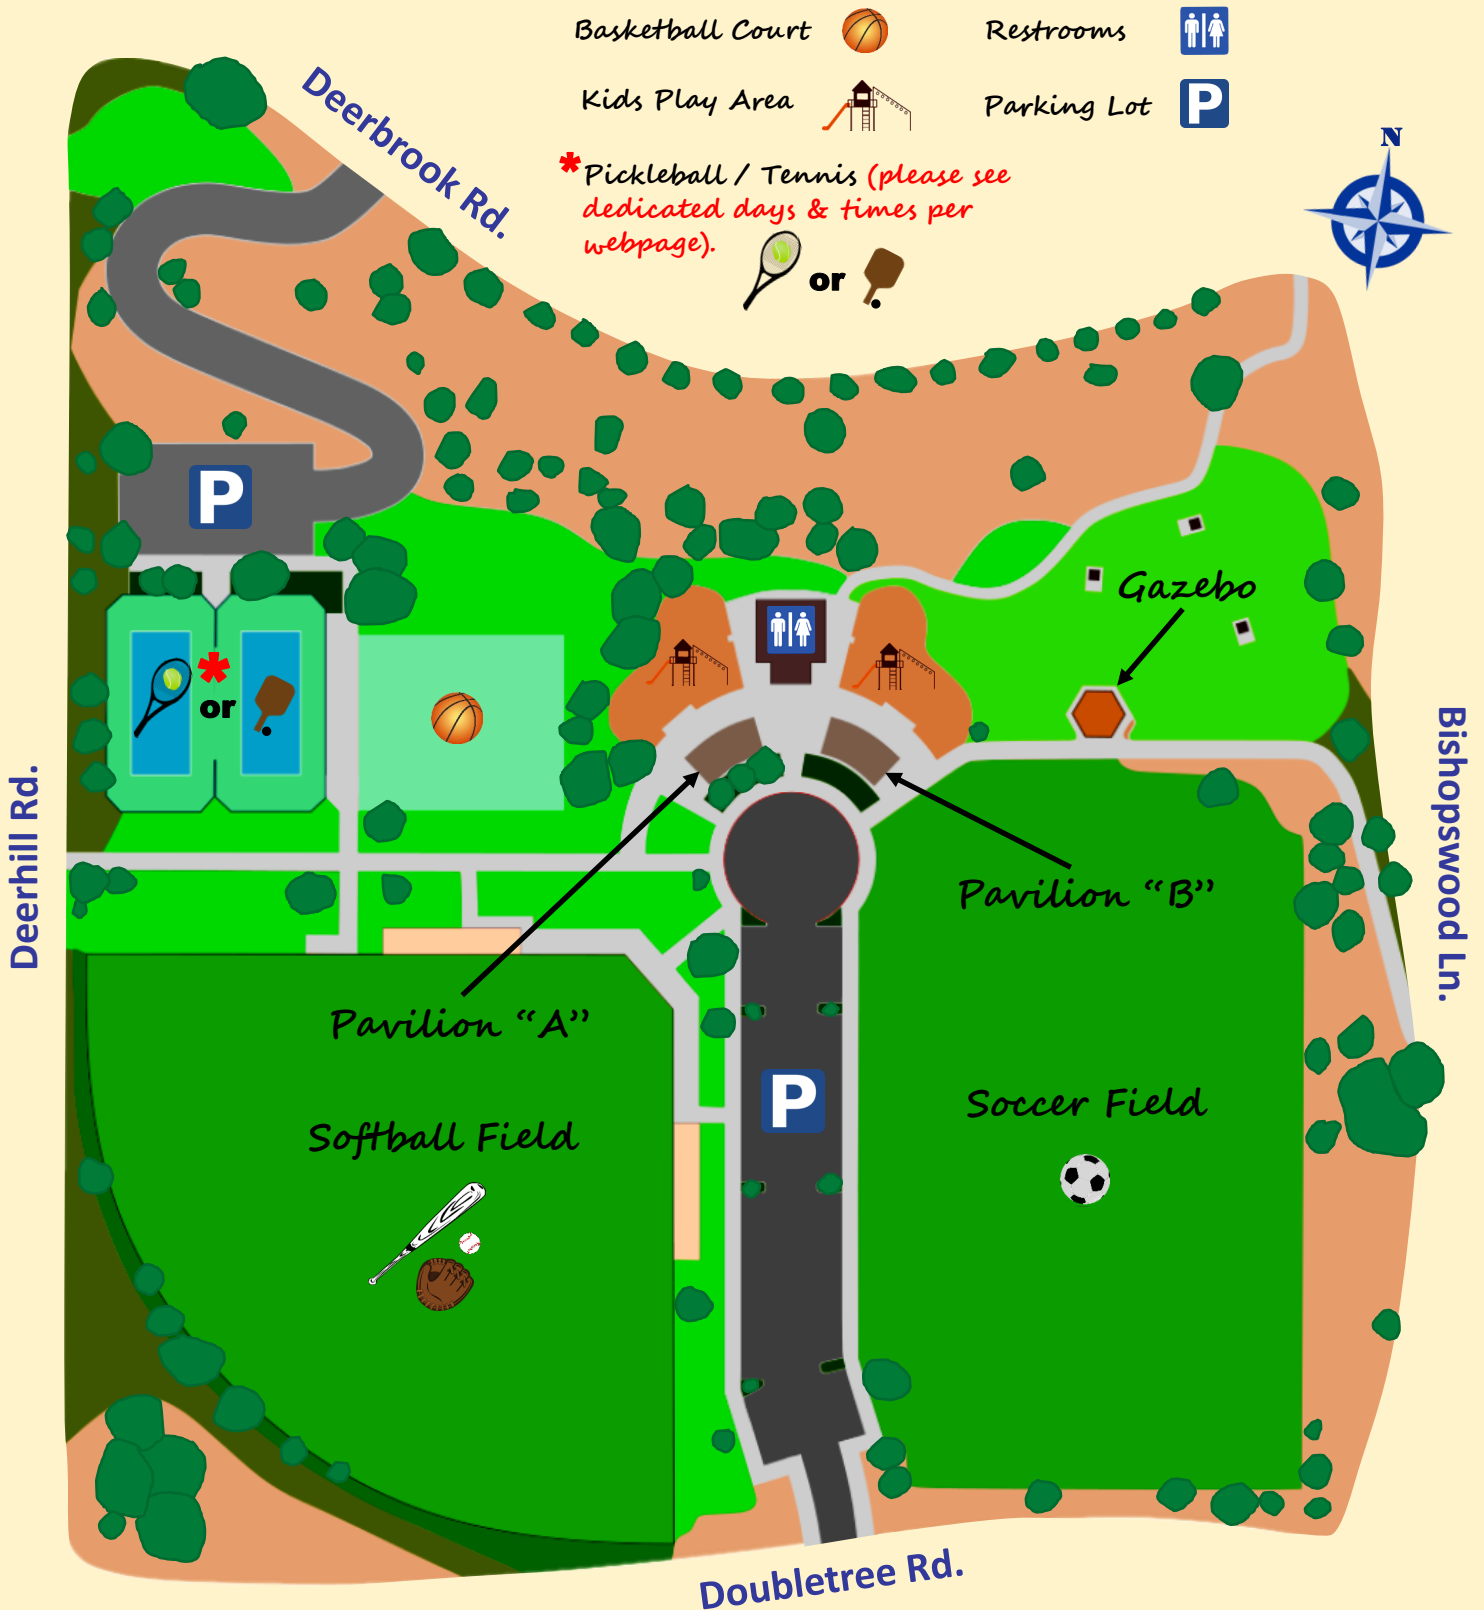 Basketball Court
Restrooms
Kids Play Area
Parking Lot
P
N
Deerbrook Rd.
*Pickleball / Tennis (please see
dedicated days & times per
webpage).
or
P
Gazebo
*
or
Deerhill Rd.
Bishopswood Ln.
Pavilion “B”
Pavilion “A”
P
Soccer Field
Softball Field
Doubletree Rd.